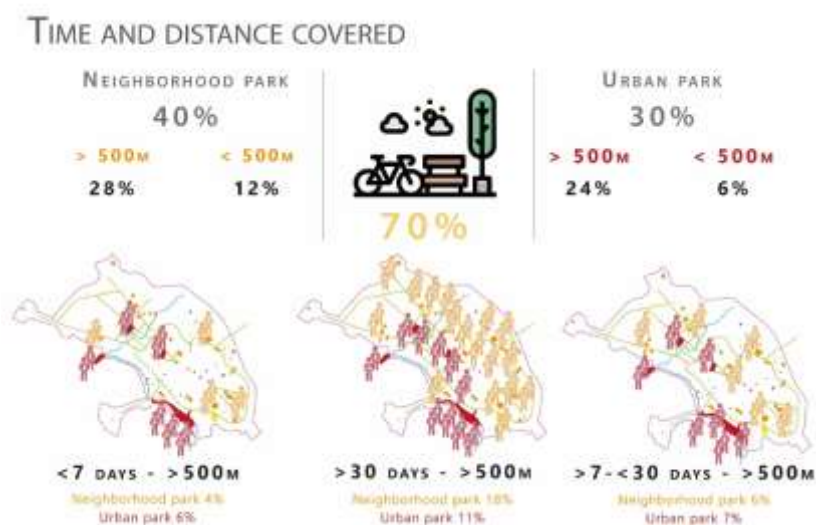 TIME AND DISTANCE COVERED
NEIGHBORHOOD PARK
40%
> 500M < 500M
28% 12%
70%
URBAN PARK
30%
> 500M < 500M
24% 6%
<7 DAYS - >500M
Neighborhood park 4%
Urban park 6%
>30 DAYS - >500M
Neighborhood park 18%
Urban park 11%
>7-<30 DAYS - >500M
Neighborhood park 6%
Urban park 7%